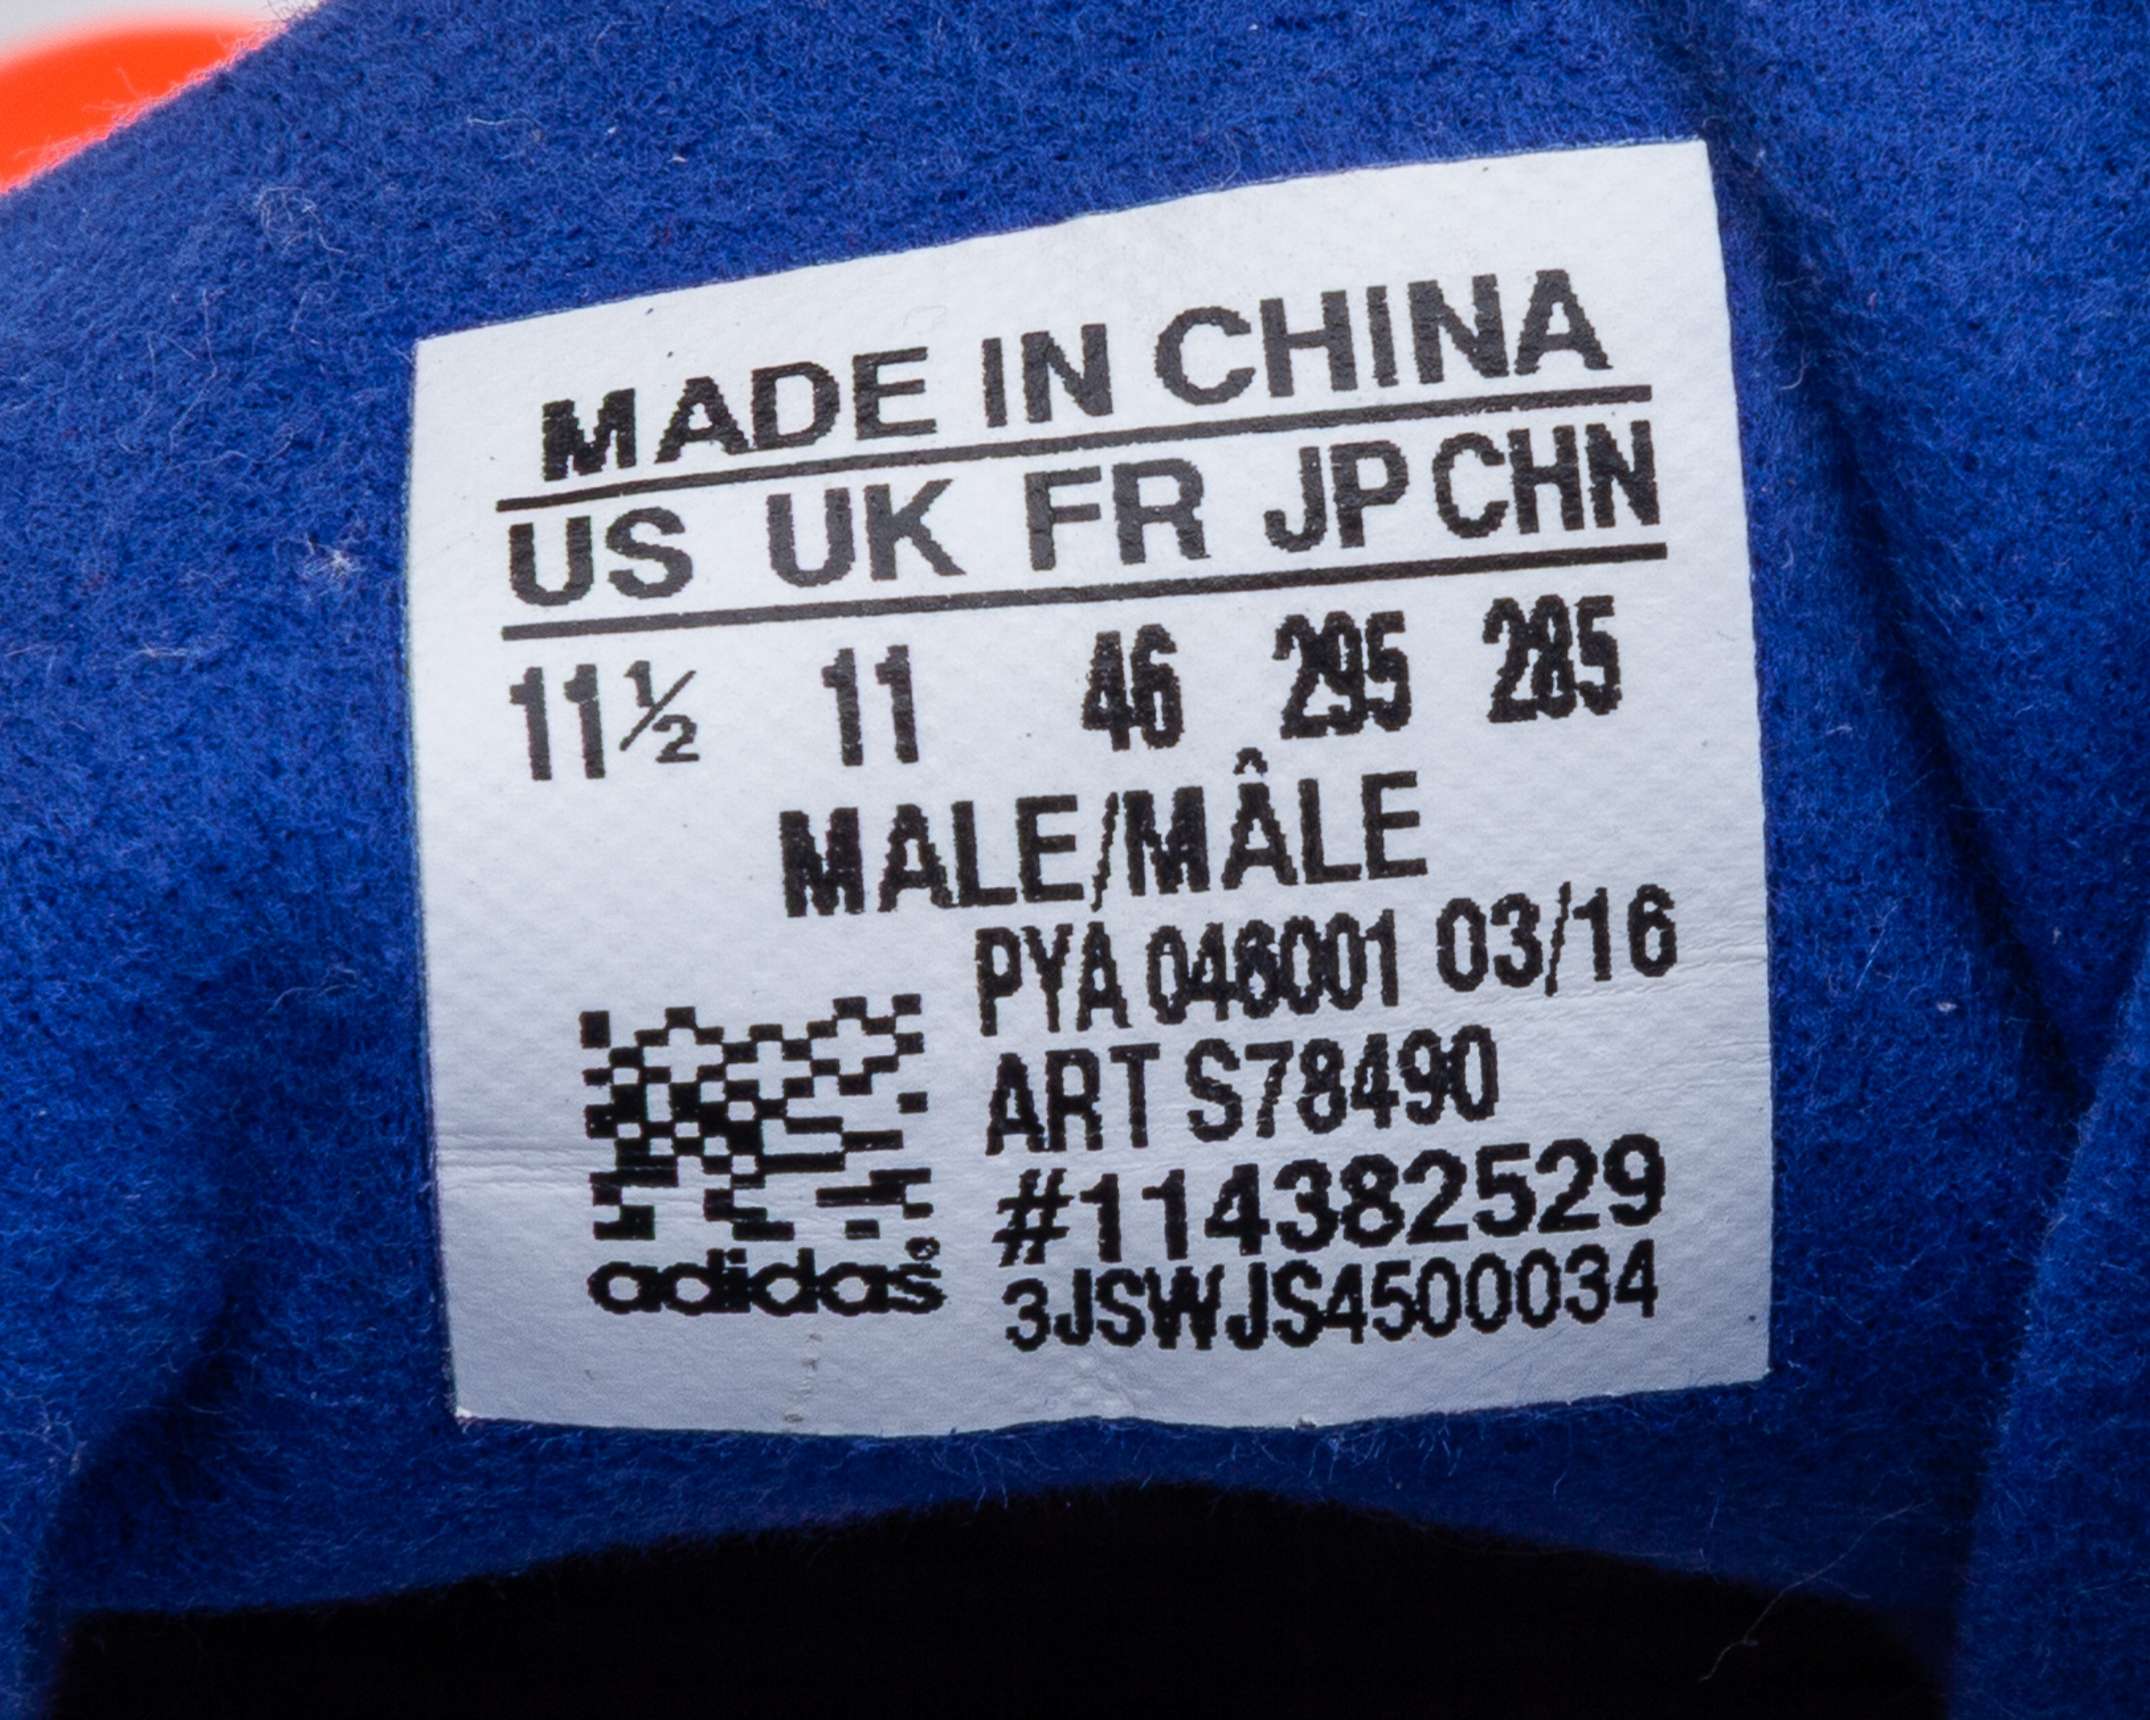 MADE IN CHINA
US UK FR JP CHN
11½ 11 46 295 285
MALE/MÂLE
PYA 046001 03/16
ART S78490
#114382529
3JSWJS4500034
adidas®